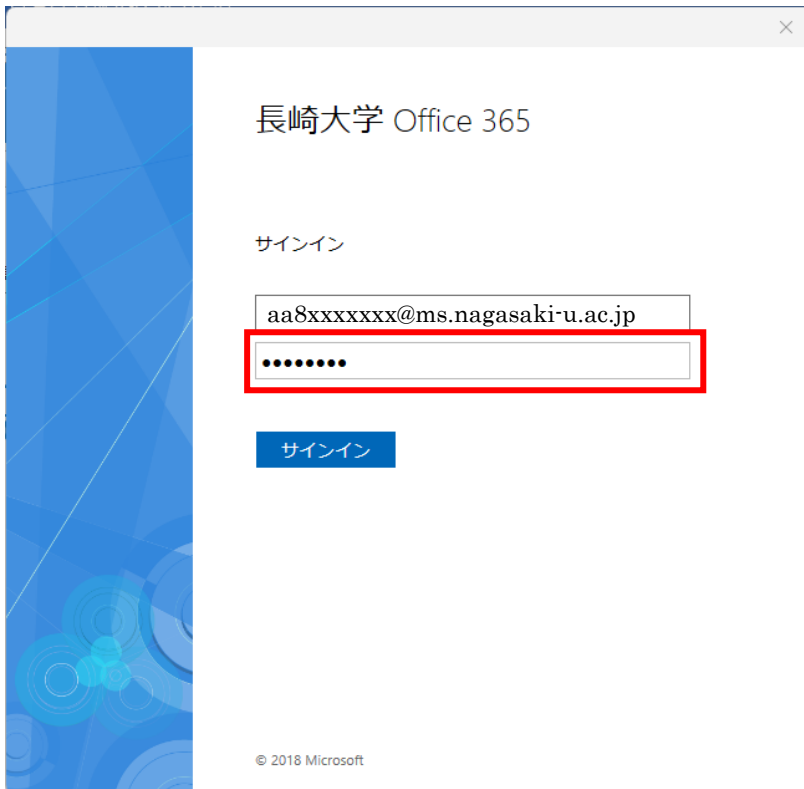 長崎大学 Office 365
サインイン
aa8xxxxxxx@ms.nagasaki-u.ac.jp
••••••••
サインイン
© 2018 Microsoft